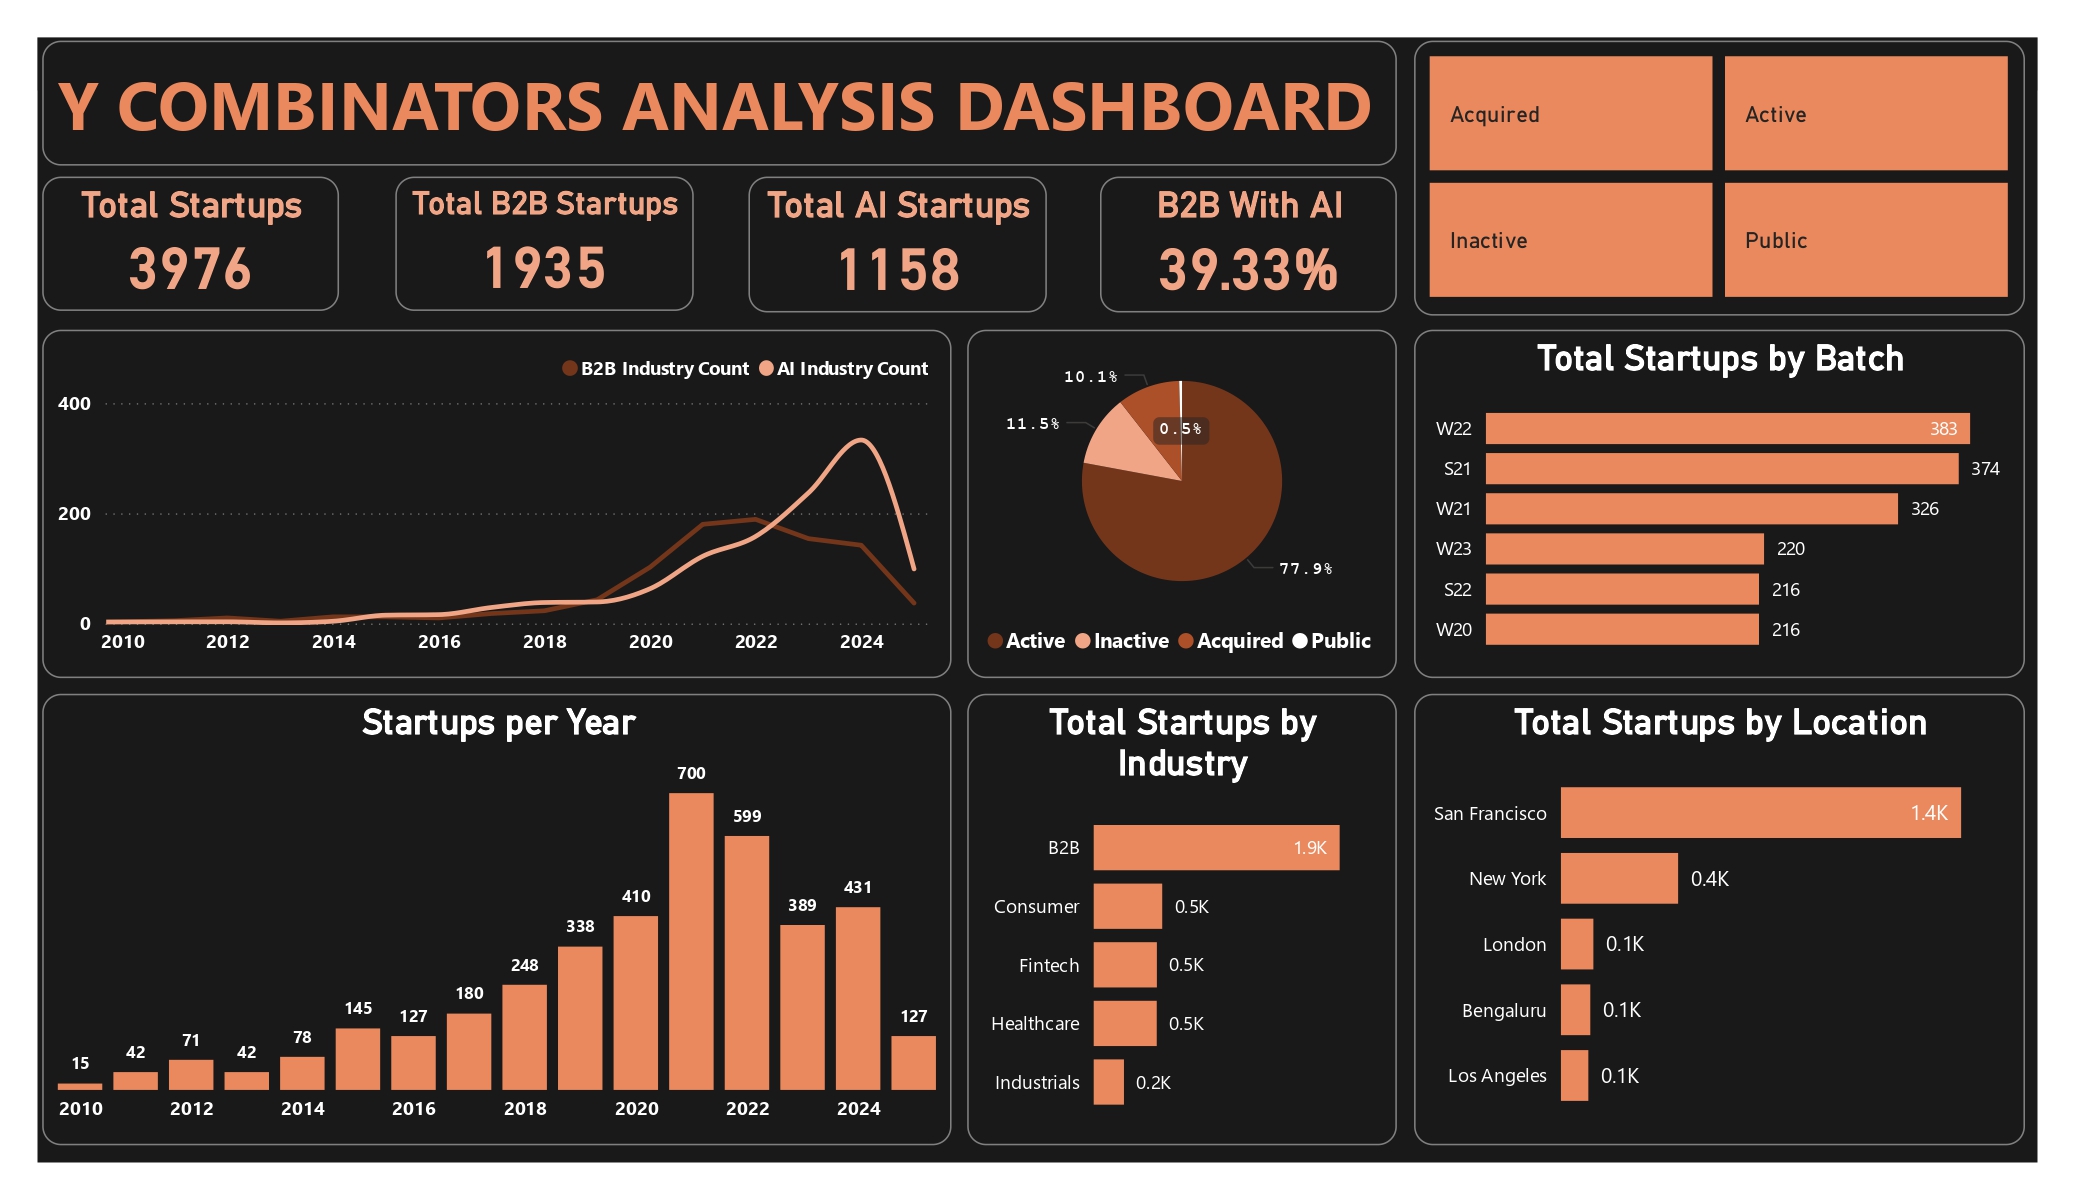 Y COMBINATORS ANALYSIS DASHBOARD
Acquired
Active
Inactive
Public
Total Startups
3976
Total B2B Startups
1935
Total AI Startups
1158
B2B With AI
39.33%
B2B Industry Count
AI Industry Count
400
200
0
2010 2012 2014 2016 2018 2020 2022 2024
10.1%
11.5%
0.5%
77.9%
Active Inactive Acquired Public
Total Startups by Batch
W22 383
S21 374
W21 326
W23 220
S22 216
W20 216
Startups per Year
15 42 71 42 78 145 127 180 248 338 410 700 599 389 431 127
2010 2012 2014 2016 2018 2020 2022 2024
Total Startups by
Industry
B2B 1.9K
Consumer 0.5K
Fintech 0.5K
Healthcare 0.5K
Industrials 0.2K
Total Startups by Location
San Francisco 1.4K
New York 0.4K
London 0.1K
Bengaluru 0.1K
Los Angeles 0.1K